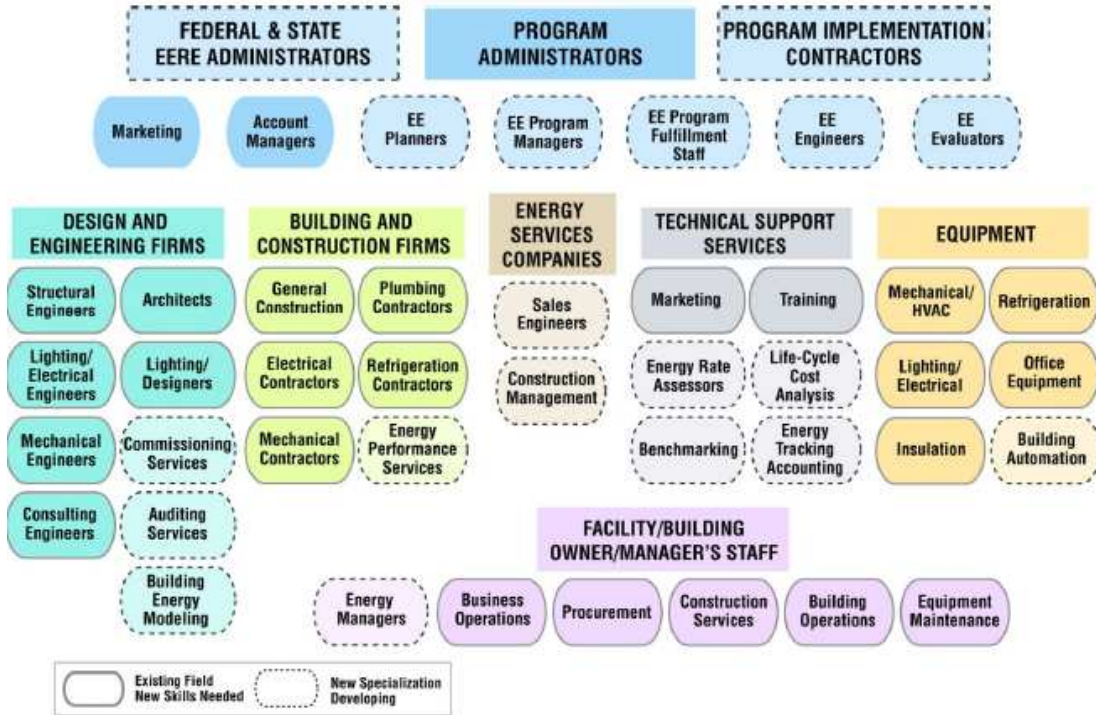 FEDERAL & STATE
EERE ADMINISTRATORS
PROGRAM
ADMINISTRATORS
PROGRAM IMPLEMENTATION
CONTRACTORS
Marketing
Account
Managers
EE
Planners
EE Program
Managers
EE Program
Fulfillment
Staff
EE
Engineers
EE
Evaluators
DESIGN AND
ENGINEERING FIRMS
Structural
Engineers
Architects
Lighting/
Electrical
Engineers
Lighting/
Designers
Mechanical
Engineers
Commissioning
Services
Consulting
Engineers
Auditing
Services
Building
Energy
Modeling
BUILDING AND
CONSTRUCTION FIRMS
General
Construction
Plumbing
Contractors
Electrical
Contractors
Refrigeration
Contractors
Mechanical
Contractors
Energy
Performance
Services
ENERGY
SERVICES
COMPANIES
Sales
Engineers
Construction
Management
TECHNICAL SUPPORT
SERVICES
Marketing
Training
Energy Rate
Assessors
Life-Cycle
Cost
Analysis
Benchmarking
Energy
Tracking
Accounting
EQUIPMENT
Mechanical/
HVAC
Refrigeration
Lighting/
Electrical
Office
Equipment
Insulation
Building
Automation
FACILITY/BUILDING
OWNER/MANAGER'S STAFF
Energy
Managers
Business
Operations
Procurement
Construction
Services
Building
Operations
Equipment
Maintenance
Existing Field
New Skills Needed
New Specialization
Developing